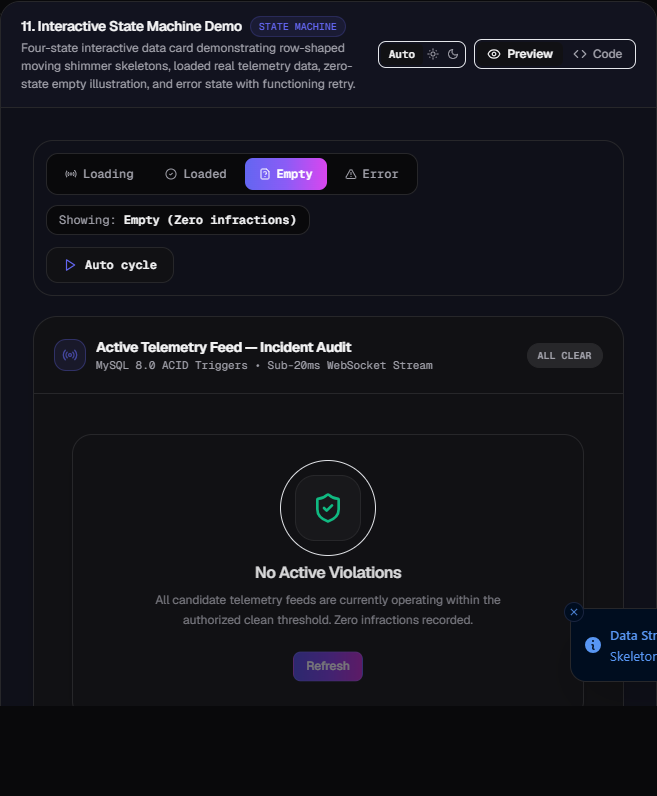 11. Interactive State Machine Demo STATE MACHINE
Four-state interactive data card demonstrating row-shaped
moving shimmer skeletons, loaded real telemetry data, zero-
state empty illustration, and error state with functioning retry.
Auto
Preview
Code
Loading
Loaded
Empty
Error
Showing: Empty (Zero infractions)
Auto cycle
Active Telemetry Feed — Incident Audit
MySQL 8.0 ACID Triggers • Sub-20ms WebSocket Stream
ALL CLEAR
No Active Violations
All candidate telemetry feeds are currently operating within the
authorized clean threshold. Zero infractions recorded.
Refresh
Data Str
Skeleton